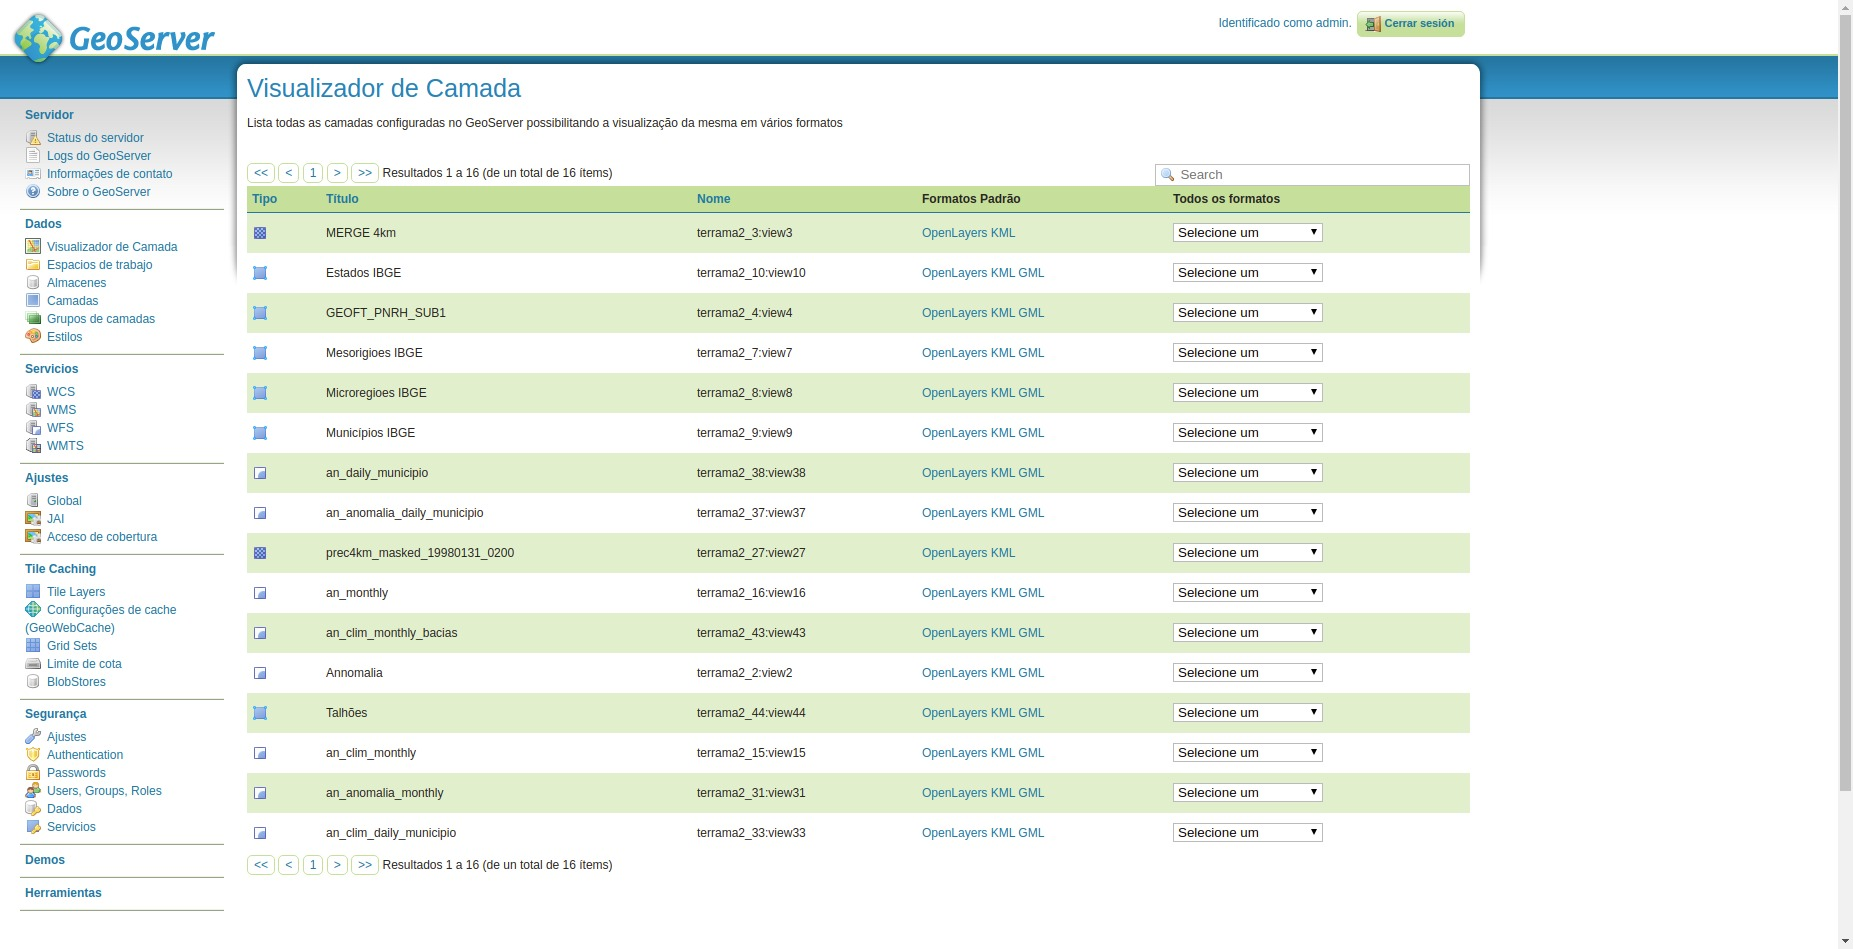 GeoServer
Identificado como admin. Cerrar sesión
Servidor
Status do servidor
Logs do GeoServer
Informações de contato
Sobre o GeoServer
Dados
Visualizador de Camada
Espacios de trabajo
Almacenes
Camadas
Grupos de camadas
Estilos
Servicios
WCS
WMS
WFS
WMTS
Ajustes
Global
JAI
Acceso de cobertura
Tile Caching
Tile Layers
Configurações de cache
(GeoWebCache)
Grid Sets
Limite de cota
BlobStores
Segurança
Ajustes
Authentication
Passwords
Users, Groups, Roles
Dados
Servicios
Demos
Herramientas
Visualizador de Camada
Lista todas as camadas configuradas no GeoServer possibilitando a visualização da mesma em vários formatos
<< < 1 > >> Resultados 1 a 16 (de un total de 16 ítems) Search
Tipo Título Nome Formatos Padrão Todos os formatos
MERGE 4km terrama2_3:view3 OpenLayers KML Selecione um
Estados IBGE terrama2_10:view10 OpenLayers KML GML Selecione um
GEOFT_PNRH_SUB1 terrama2_4:view4 OpenLayers KML GML Selecione um
Mesorigioes IBGE terrama2_7:view7 OpenLayers KML GML Selecione um
Microregioes IBGE terrama2_8:view8 OpenLayers KML GML Selecione um
Municípios IBGE terrama2_9:view9 OpenLayers KML GML Selecione um
an_daily_municipio terrama2_38:view38 OpenLayers KML GML Selecione um
an_anomalia_daily_municipio terrama2_37:view37 OpenLayers KML GML Selecione um
prec4km_masked_19980131_0200 terrama2_27:view27 OpenLayers KML Selecione um
an_monthly terrama2_16:view16 OpenLayers KML GML Selecione um
an_clim_monthly_bacias terrama2_43:view43 OpenLayers KML GML Selecione um
Annomalia terrama2_2:view2 OpenLayers KML GML Selecione um
Talhões terrama2_44:view44 OpenLayers KML GML Selecione um
an_clim_monthly terrama2_15:view15 OpenLayers KML GML Selecione um
an_anomalia_monthly terrama2_31:view31 OpenLayers KML GML Selecione um
an_clim_daily_municipio terrama2_33:view33 OpenLayers KML GML Selecione um
<< < 1 > >> Resultados 1 a 16 (de un total de 16 ítems)